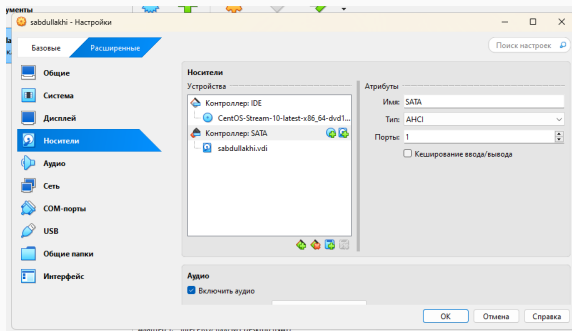 ументы
sabdullakhi - Настройки
Базовые
Расширенные
Поиск настроек
Общие
Система
Дисплей
Носители
Аудио
Сеть
COM-порты
USB
Общие папки
Интерфейс
Носители
Устройства
Контроллер: IDE
CentOS-Stream-10-latest-x86_64-dvd1...
Контроллер: SATA
sabdullakhi.vdi
Атрибуты
Имя: SATA
Тип: AHCI
Порты: 1
Кеширование ввода/вывода
Аудио
Включить аудио
OK
Отмена
Справка